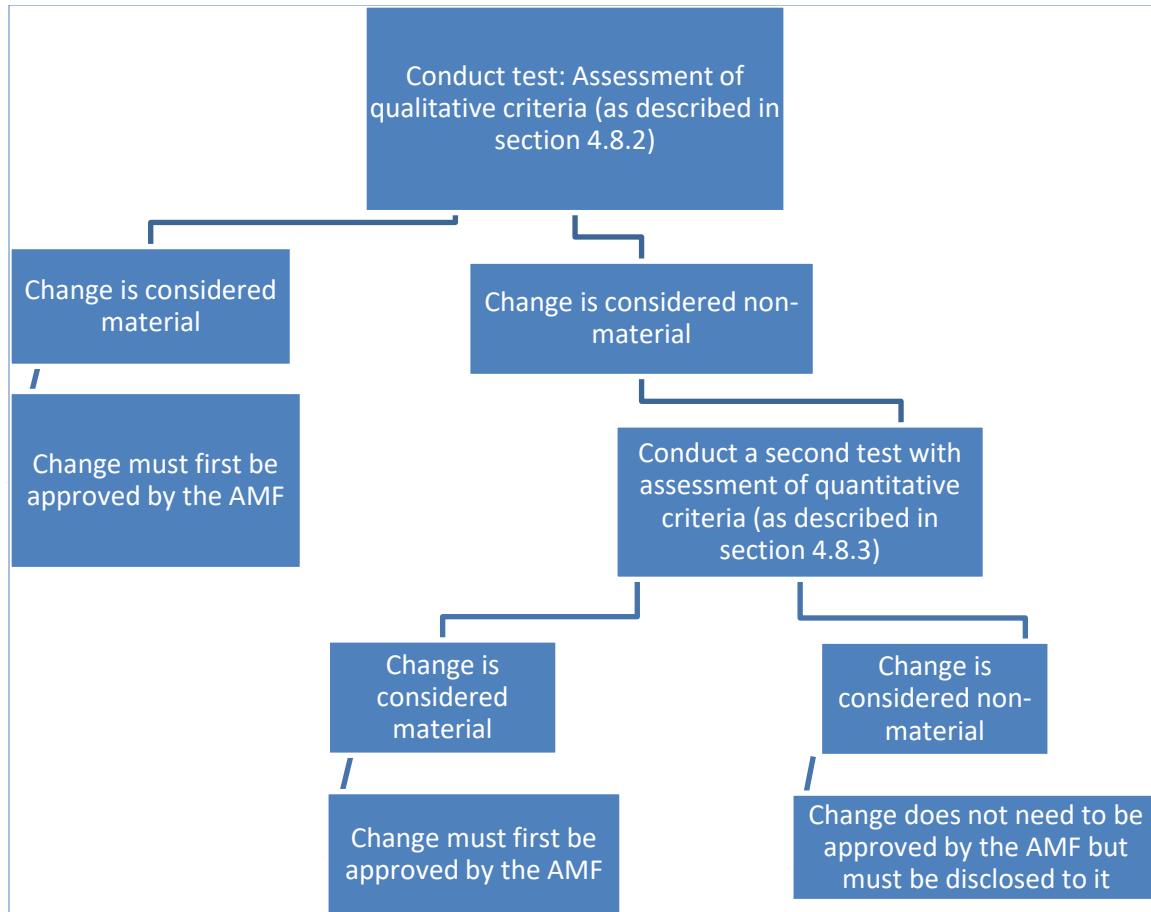 Conduct test: Assessment of
qualitative criteria (as described in
section 4.8.2)
Change is considered
material
Change is considered non-
material
Change must first be
approved by the AMF
Conduct a second test with
assessment of quantitative
criteria (as described in
section 4.8.3)
Change is
considered
material
Change is
considered non-
material
Change must first be
approved by the AMF
Change does not need to be
approved by the AMF but
must be disclosed to it